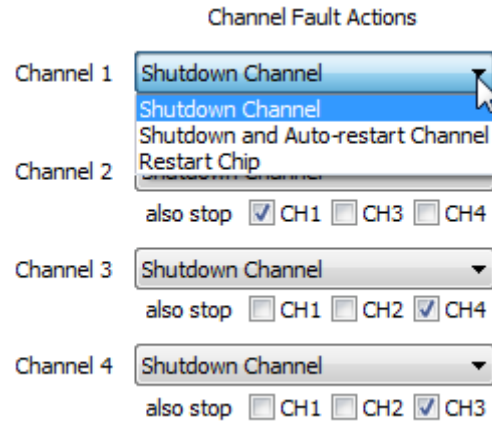 Channel Fault Actions
Channel 1 Shutdown Channel
Shutdown Channel
Shutdown and Auto-restart Channel
Restart Chip
Channel 2 Shutdown Channel
also stop CH1 CH3 CH4
Channel 3 Shutdown Channel
also stop CH1 CH2 CH4
Channel 4 Shutdown Channel
also stop CH1 CH2 CH3